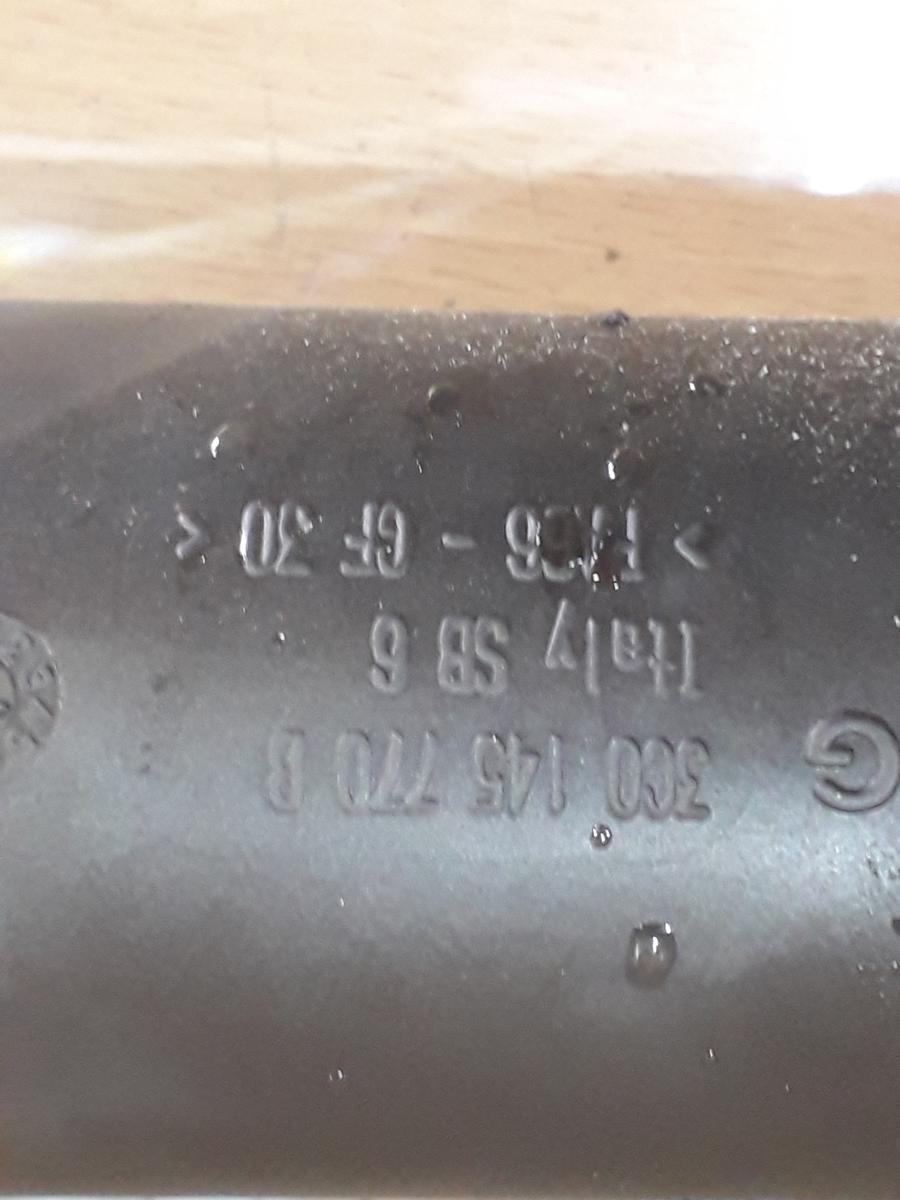 G
3C0 145 770 B
Italy SB 6
> PA66 - GF 30 <